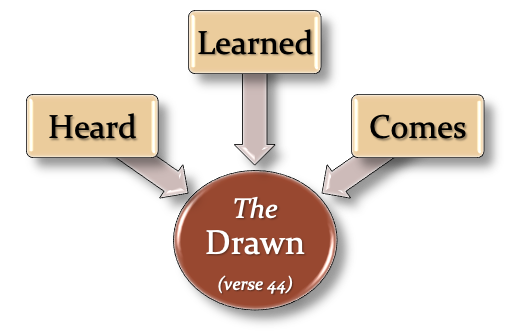 Learned
Heard
Comes
The
Drawn
(verse 44)